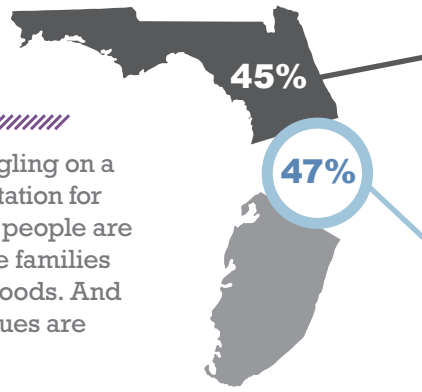 45%
47%
gling on a
tation for
people are
e families
oods. And
ues are